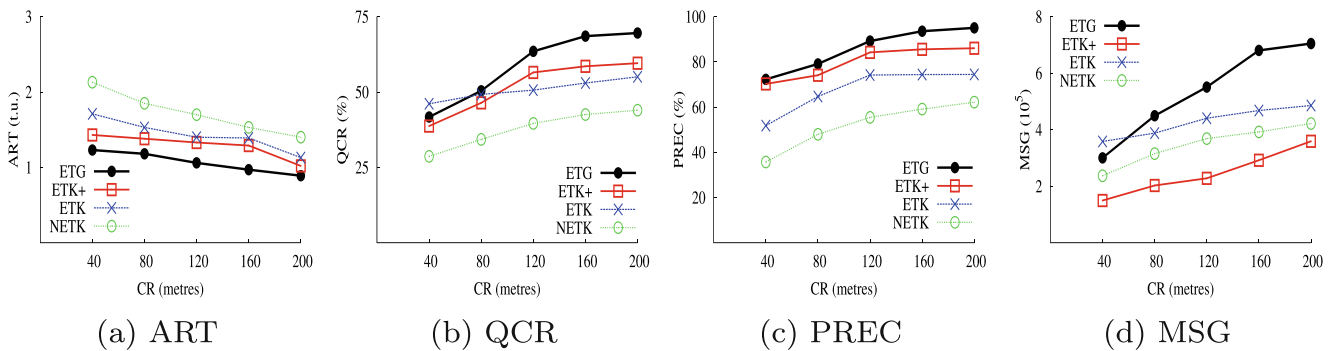 3
2
1
ART (t.u.)
ETG
ETK+
ETK
NETK
40 80 120 160 200
CR (metres)
(a) ART
75
50
25
QCR (%)
ETG
ETK+
ETK
NETK
40 80 120 160 200
CR (metres)
(b) QCR
100
80
60
40
20
PREC (%)
ETG
ETK+
ETK
NETK
40 80 120 160 200
CR (metres)
(c) PREC
8
6
4
2
MSG (10⁵)
ETG
ETK+
ETK
NETK
40 80 120 160 200
CR (metres)
(d) MSG